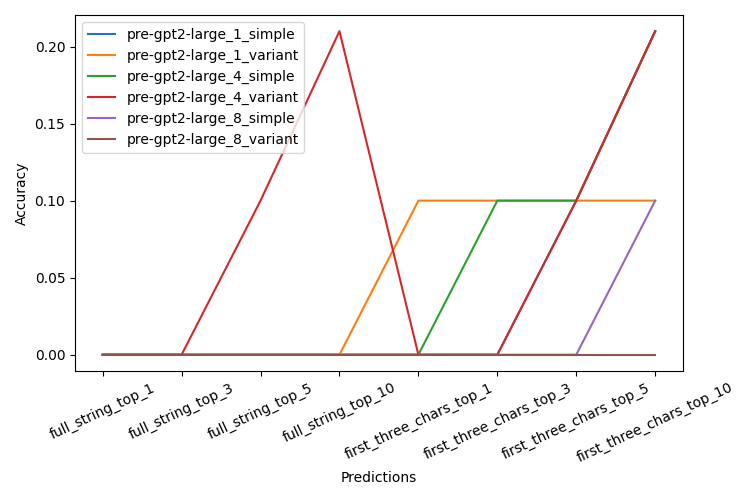 pre-gpt2-large_1_simple
pre-gpt2-large_1_variant
pre-gpt2-large_4_simple
pre-gpt2-large_4_variant
pre-gpt2-large_8_simple
pre-gpt2-large_8_variant
Accuracy
0.20
0.15
0.10
0.05
0.00
full_string_top_1
full_string_top_3
full_string_top_5
full_string_top_10
first_three_chars_top_1
first_three_chars_top_3
first_three_chars_top_5
first_three_chars_top_10
Predictions